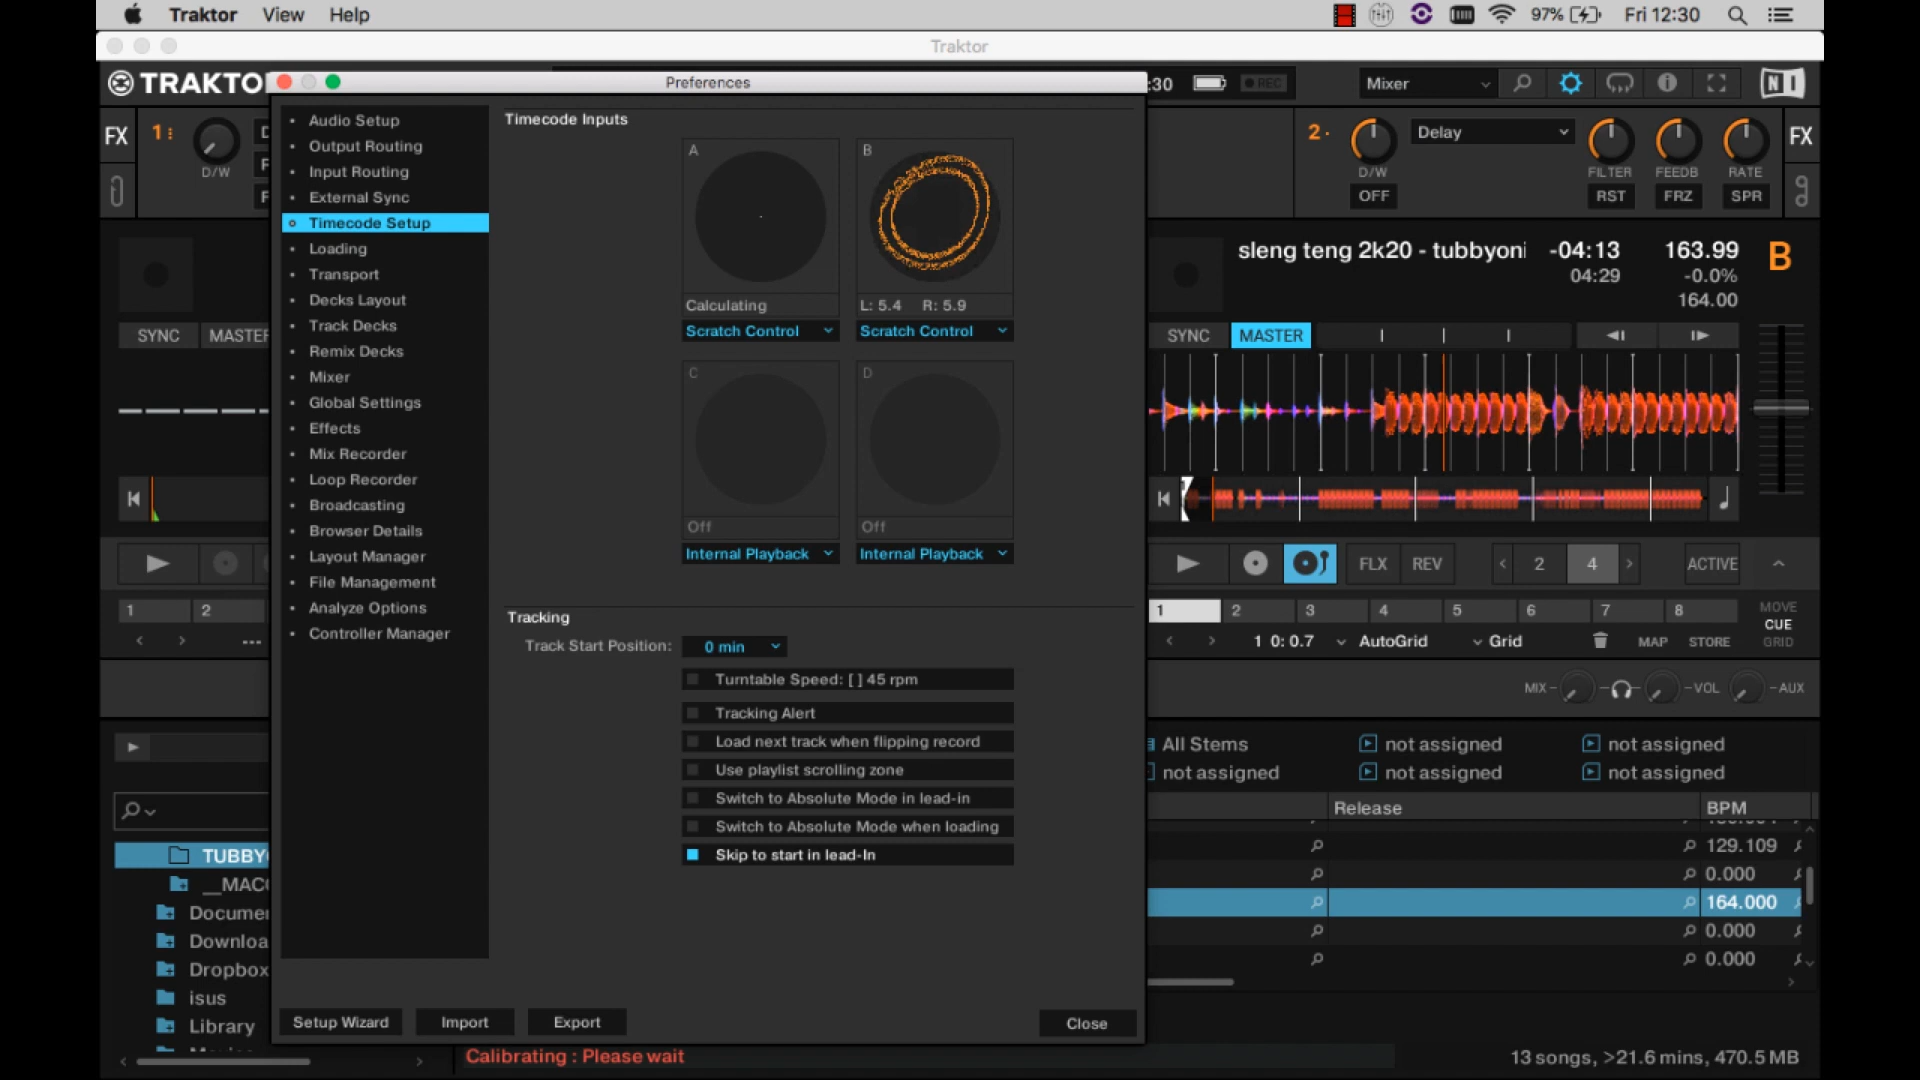 Traktor View Help
97% Fri 12:30
Traktor
TRAKTO
Preferences
:30 REC
Mixer
FX 1
D/W
2 D/W OFF
Delay
FILTER FEEDB RATE
RST FRZ SPR
FX
Audio Setup
Output Routing
Input Routing
External Sync
Timecode Setup
Loading
Transport
Decks Layout
Track Decks
Remix Decks
Mixer
Global Settings
Effects
Mix Recorder
Loop Recorder
Broadcasting
Browser Details
Layout Manager
File Management
Analyze Options
Controller Manager
Timecode Inputs
A B
Calculating L: 5.4 R: 5.9
Scratch Control Scratch Control
C D
Off Off
Internal Playback Internal Playback
Tracking
Track Start Position: 0 min
Turntable Speed: [ ] 45 rpm
Tracking Alert
Load next track when flipping record
Use playlist scrolling zone
Switch to Absolute Mode in lead-in
Switch to Absolute Mode when loading
Skip to start in lead-In
Setup Wizard Import Export Close
SYNC MASTER
1 2
sleng teng 2k20 - tubbyoni -04:13 163.99 B
04:29 -0.0%
164.00
SYNC MASTER
FLX REV 2 4 ACTIVE
1 2 3 4 5 6 7 8 MOVE
1 0: 0.7 AutoGrid Grid MAP STORE CUE
GRID
MIX VOL AUX
All Stems not assigned not assigned
not assigned not assigned not assigned
Release BPM
129.109
0.000
164.000
0.000
0.000
TUBBY
__MAC
Documen
Downloa
Dropbox
isus
Library
Calibrating : Please wait
13 songs, >21.6 mins, 470.5 MB